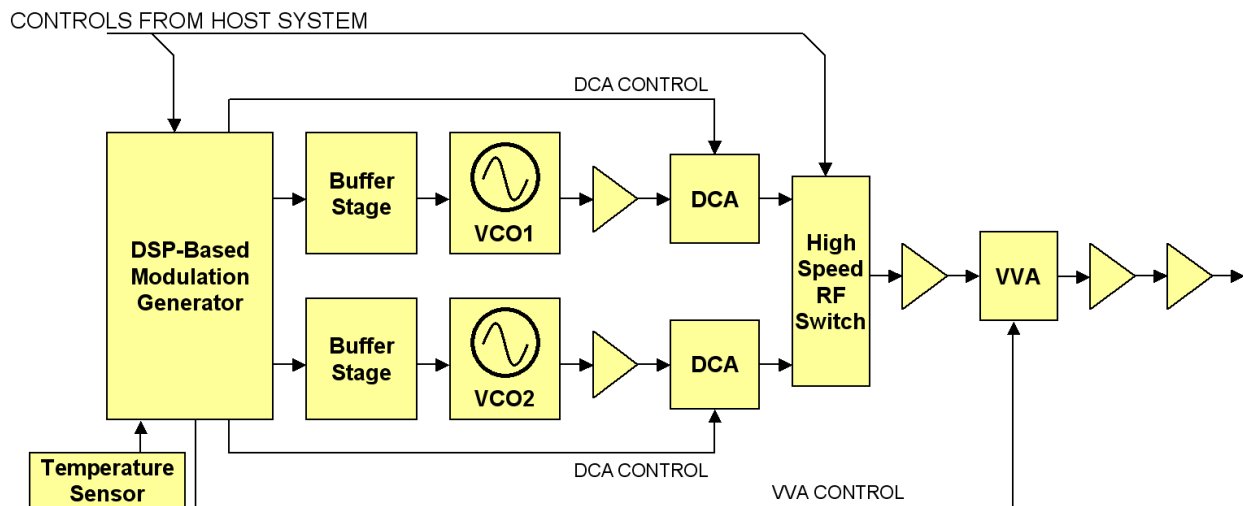 CONTROLS FROM HOST SYSTEM
DCA CONTROL
DSP-Based
Modulation
Generator
Buffer
Stage
VCO1
DCA
High
Speed
RF
Switch
VVA
Buffer
Stage
VCO2
DCA
Temperature
Sensor
DCA CONTROL
VVA CONTROL